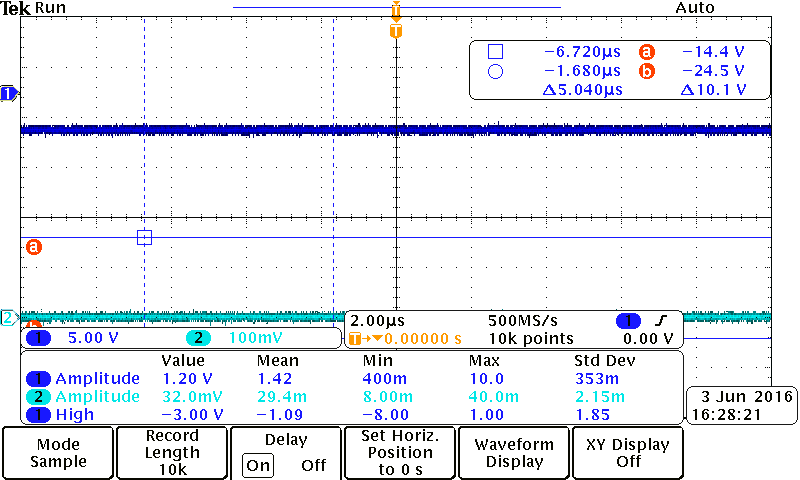 Tek Run Auto
T
T
−6.720μs a −14.4 V
−1.680μs b −24.5 V
Δ5.040μs Δ10.1 V
1
a
2
1 5.00 V 2 100mV
2.00μs 500MS/s 1
T→▼0.00000 s 10k points 0.00 V
Value Mean Min Max Std Dev
1 Amplitude 1.20 V 1.42 400m 10.0 353m
2 Amplitude 32.0mV 29.4m 8.00m 40.0m 2.15m
1 High −3.00 V −1.09 −8.00 1.00 1.85
3 Jun 2016
16:28:21
Mode
Sample
Record
Length
10k
Delay
On Off
Set Horiz.
Position
to 0 s
Waveform
Display
XY Display
Off